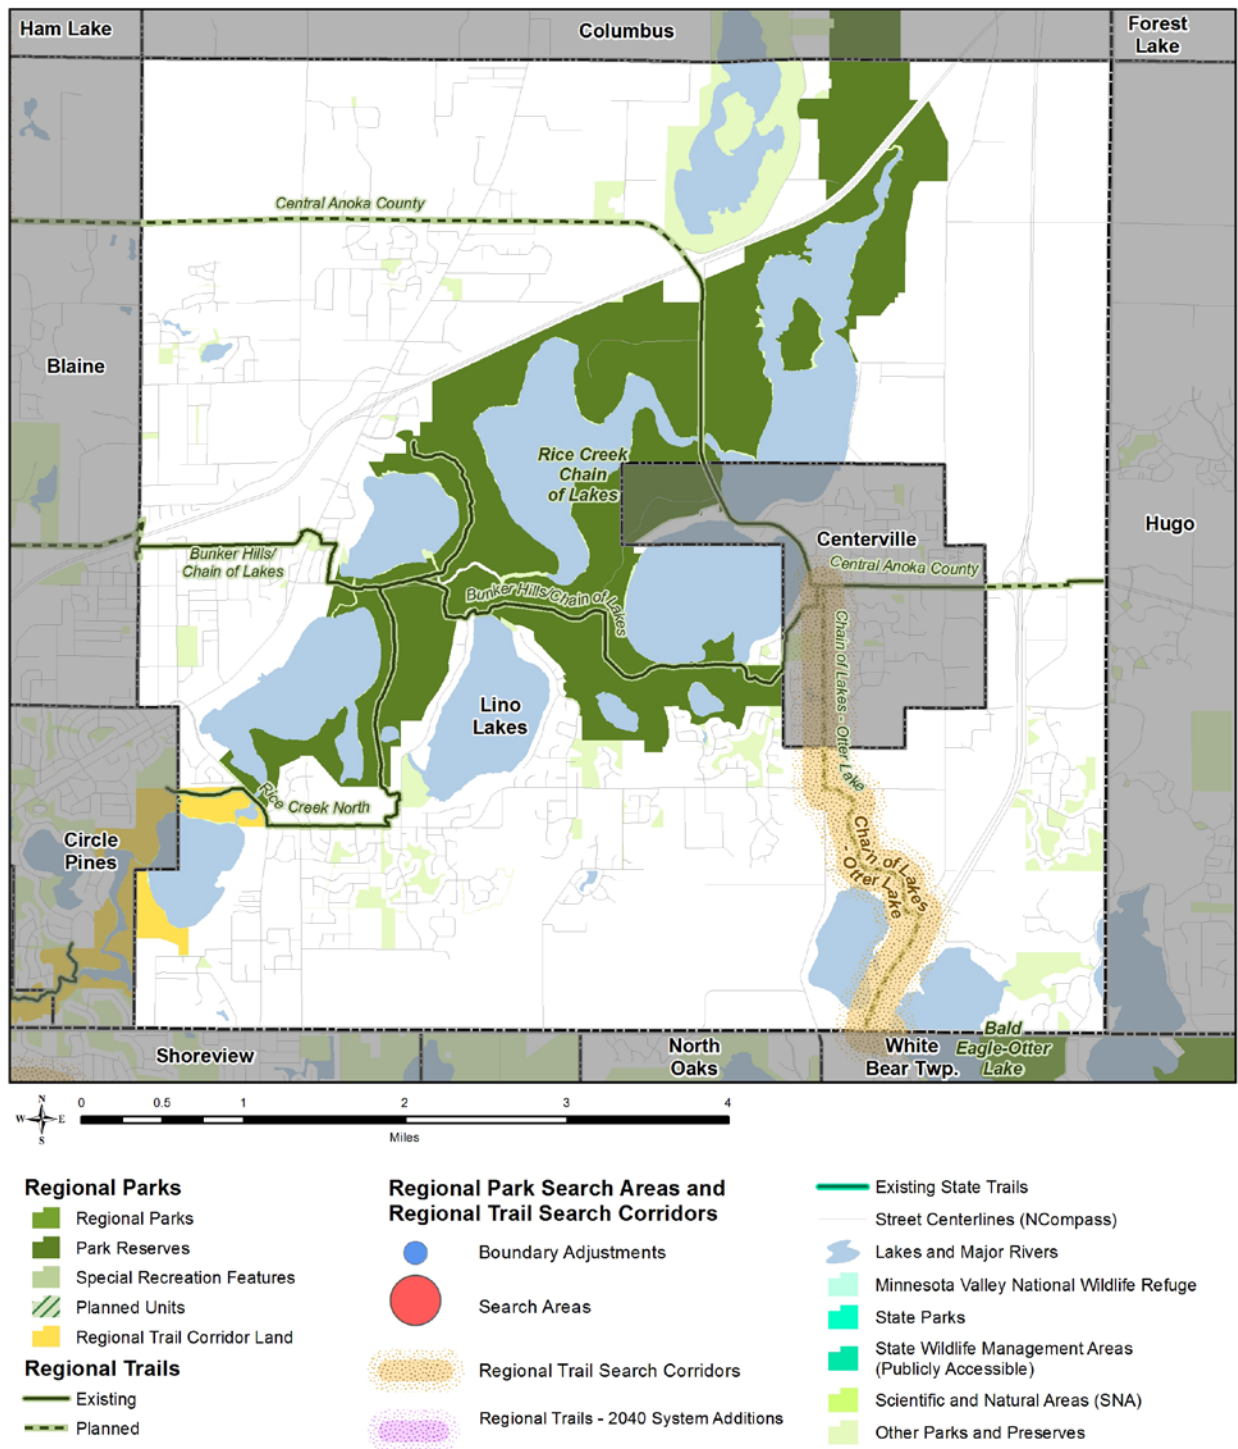 Ham Lake
Columbus
Forest
Lake
Central Anoka County
Blaine
Rice Creek
Chain
of Lakes
Hugo
Centerville
Bunker Hills/
Chain of Lakes
Central Anoka County
Bunker Hills/Chain of Lakes
Chain of Lakes - Otter Lake
Lino
Lakes
Rice Creek North
Circle
Pines
Chain of Lakes
- Otter Lake
Shoreview
North
Oaks
White
Bear Twp.
Bald
Eagle-Otter
Lake
N
W E
S
0 0.5 1 2 3 4
Miles
Regional Parks
Regional Parks
Park Reserves
Special Recreation Features
Planned Units
Regional Trail Corridor Land
Regional Trails
Existing
Planned
Regional Park Search Areas and
Regional Trail Search Corridors
Boundary Adjustments
Search Areas
Regional Trail Search Corridors
Regional Trails - 2040 System Additions
Existing State Trails
Street Centerlines (NCompass)
Lakes and Major Rivers
Minnesota Valley National Wildlife Refuge
State Parks
State Wildlife Management Areas
(Publicly Accessible)
Scientific and Natural Areas (SNA)
Other Parks and Preserves